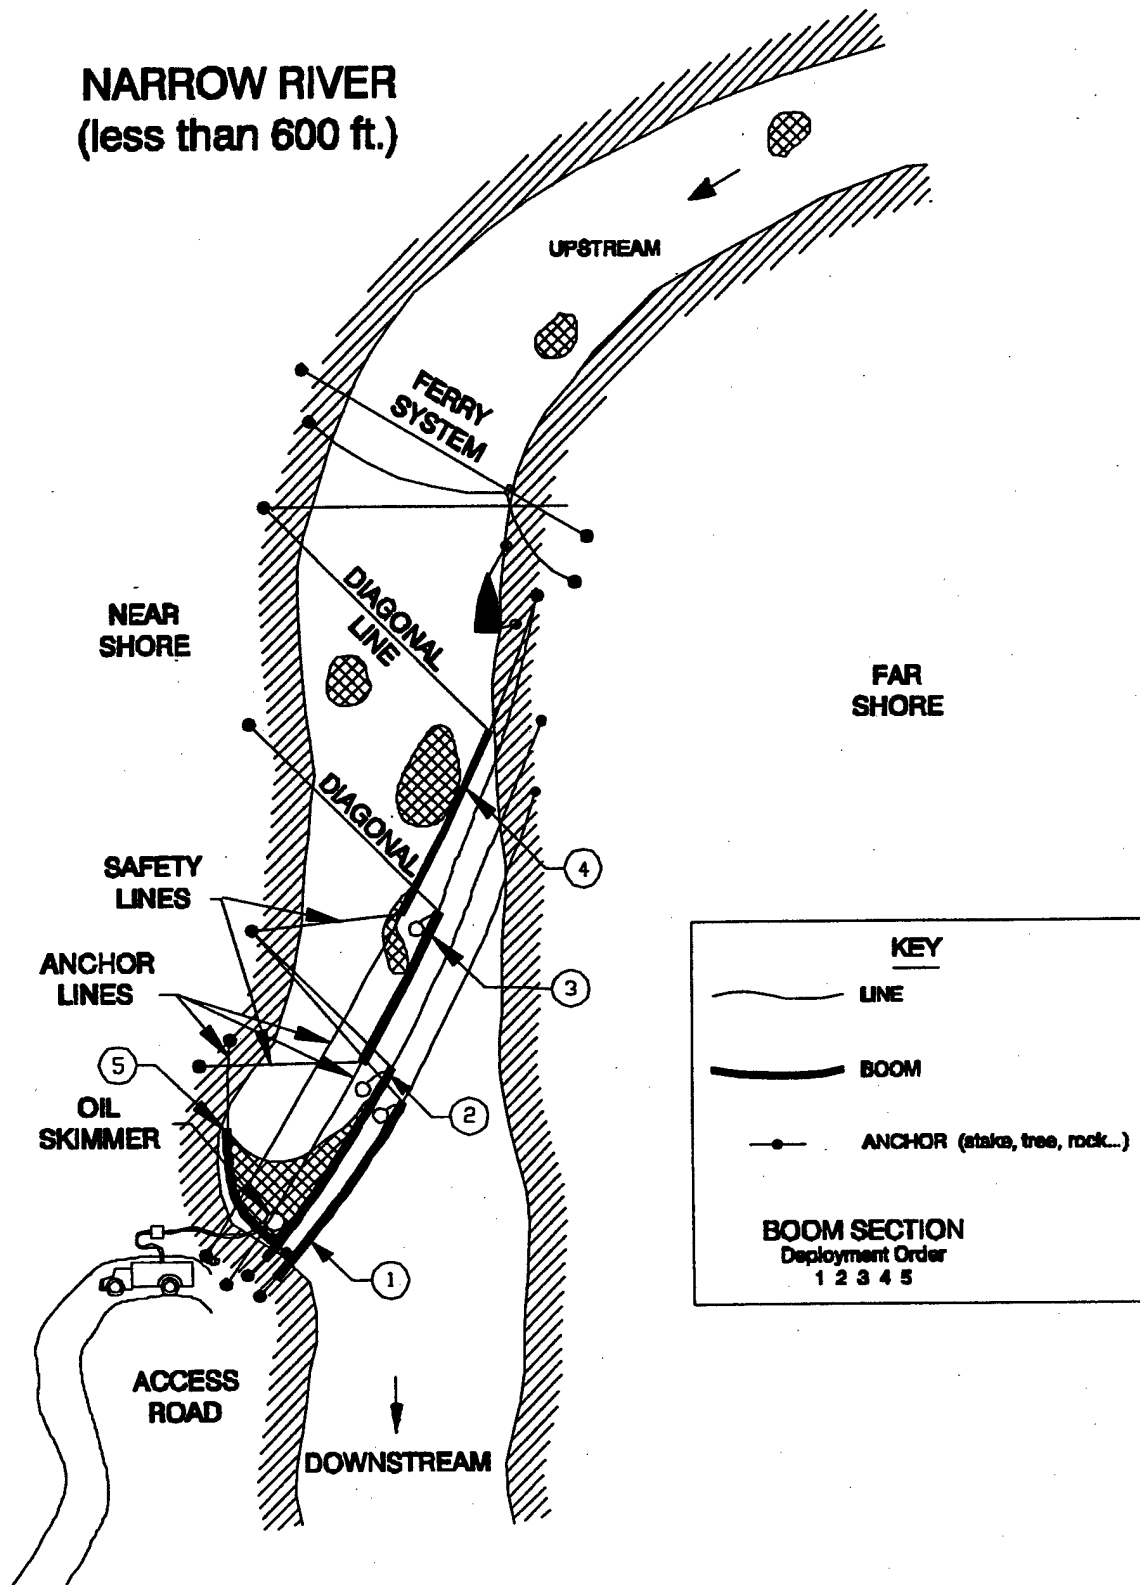 NARROW RIVER
(less than 600 ft.)
UPSTREAM
FERRY
SYSTEM
DIAGONAL
LINE
NEAR
SHORE
FAR
SHORE
DIAGONAL
SAFETY
LINES
4
ANCHOR
LINES
3
5
2
OIL
SKIMMER
1
ACCESS
ROAD
DOWNSTREAM
KEY
LINE
BOOM
ANCHOR (stake, tree, rock...)
BOOM SECTION
Deployment Order
1 2 3 4 5